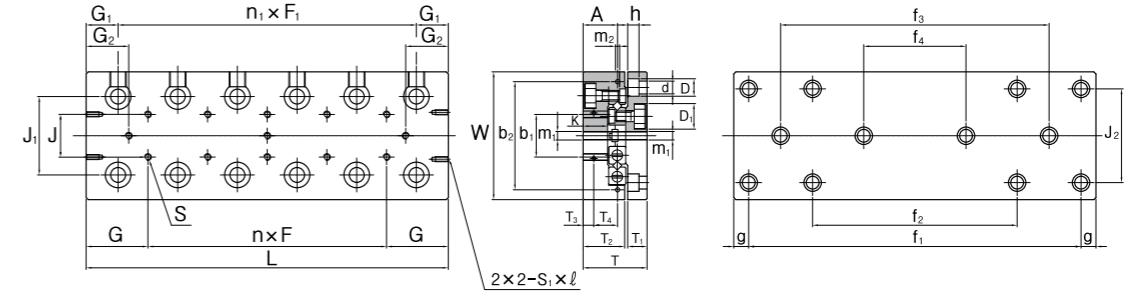 G₁ n₁×F₁ G₁
G₂ G₂
J₁ J
S
G n×F G
L
2×2-S₁×ℓ
A h
m₂
d D
D₁
W b₂ b₁ m₁ K
m₁
T₃ T₄
T₂ T₁
T
f₃
f₄
J₂
f₂
g f₁ g